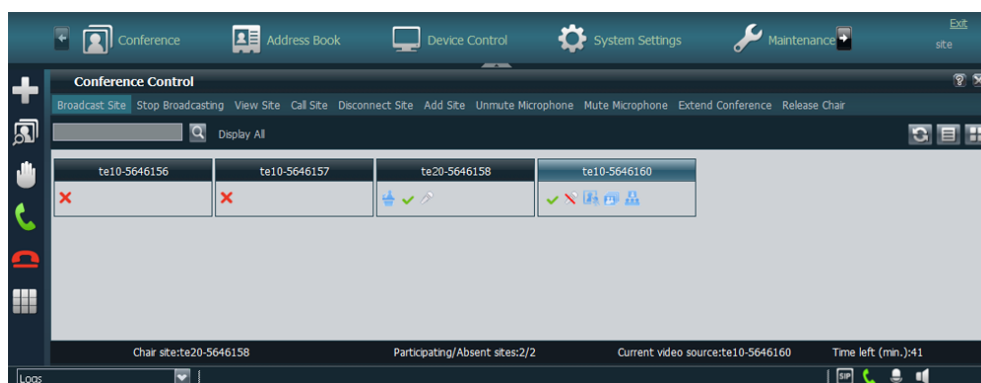 Conference Address Book Device Control System Settings Maintenance Exit
site
Conference Control
Broadcast Site Stop Broadcasting View Site Call Site Disconnect Site Add Site Unmute Microphone Mute Microphone Extend Conference Release Chair
Display All
te10-5646156 te10-5646157 te20-5646158 te10-5646160
Chair site:te20-5646158 Participating/Absent sites:2/2 Current video source:te10-5646160 Time left (min.):41
Logs SIP